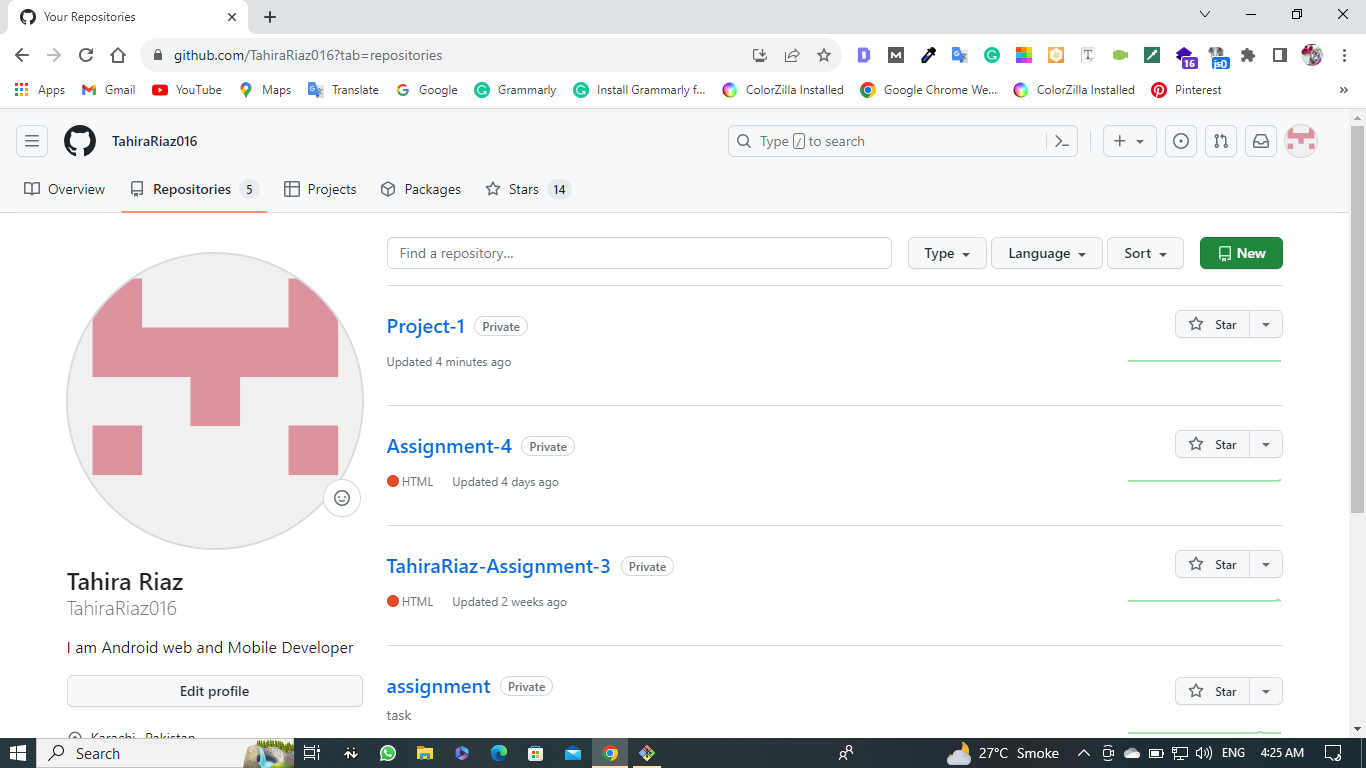 Your Repositories
github.com/TahiraRiaz016?tab=repositories
16
js0
Apps Gmail YouTube Maps Translate Google Grammarly Install Grammarly f... ColorZilla Installed Google Chrome We... ColorZilla Installed Pinterest »
TahiraRiaz016
Type / to search
Overview Repositories 5 Projects Packages Stars 14
Find a repository...
Type Language Sort New
Project-1 Private Star
Updated 4 minutes ago
Assignment-4 Private Star
HTML Updated 4 days ago
TahiraRiaz-Assignment-3 Private Star
HTML Updated 2 weeks ago
assignment Private Star
task
Tahira Riaz
TahiraRiaz016
I am Android web and Mobile Developer
Edit profile
Karachi, Pakistan
Search
27°C Smoke ENG 4:25 AM